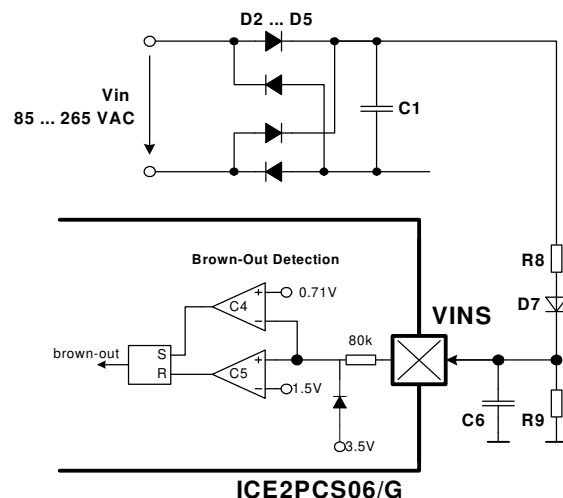 D2 ... D5
Vin
85 ... 265 VAC
C1
R8
D7
VINS
R9
C6
Brown-Out Detection
0.71V
+
C4
−
80k
brown-out
S
R
+
C5
−
1.5V
3.5V
ICE2PCS06/G